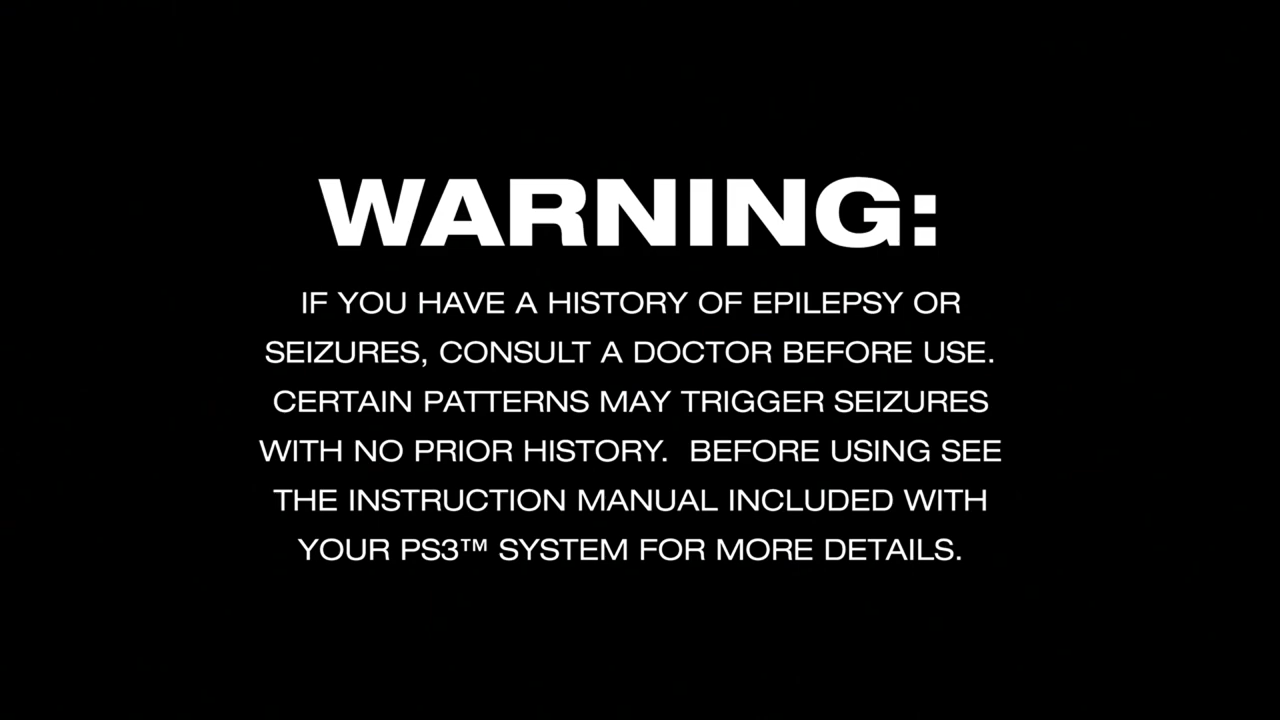 WARNING:
IF YOU HAVE A HISTORY OF EPILEPSY OR
SEIZURES, CONSULT A DOCTOR BEFORE USE.
CERTAIN PATTERNS MAY TRIGGER SEIZURES
WITH NO PRIOR HISTORY.  BEFORE USING SEE
THE INSTRUCTION MANUAL INCLUDED WITH
YOUR PS3™ SYSTEM FOR MORE DETAILS.